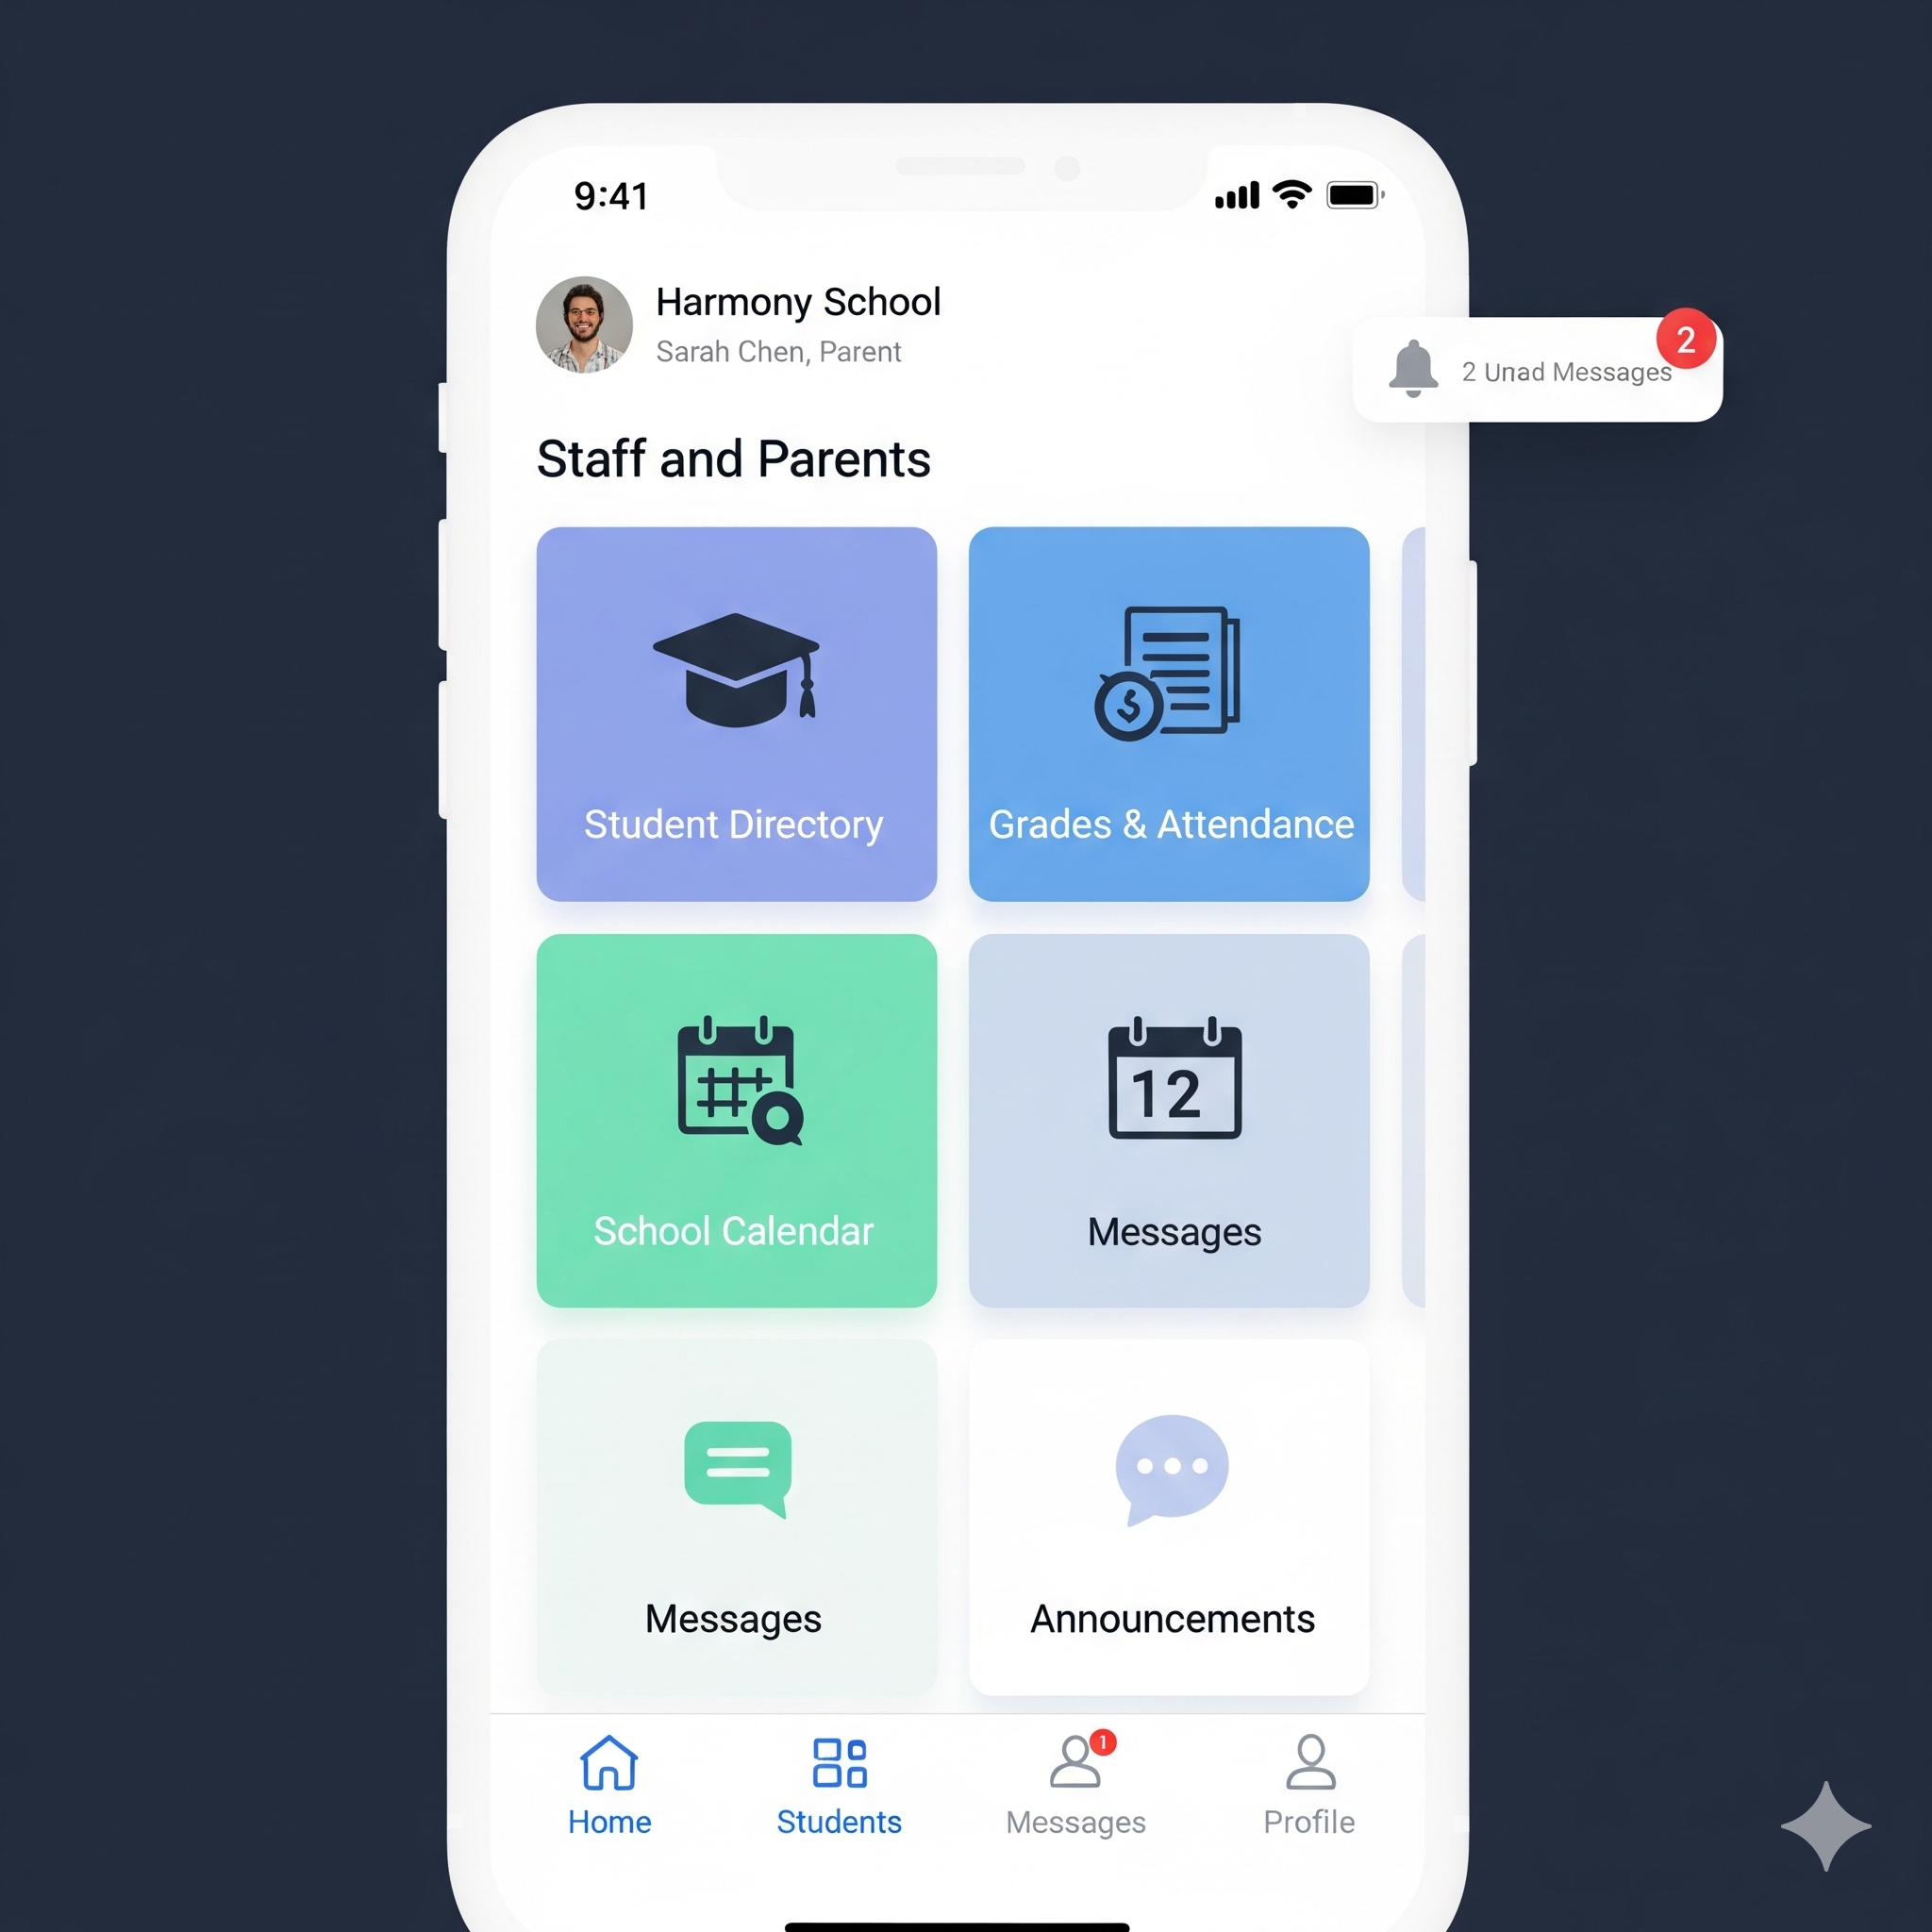 9:41
Harmony School
Sarah Chen, Parent
2
2 Unad Messages
Staff and Parents
$
Student Directory
Grades & Attendance
12
School Calendar
Messages
Messages
Announcements
1
Home
Students
Messages
Profile